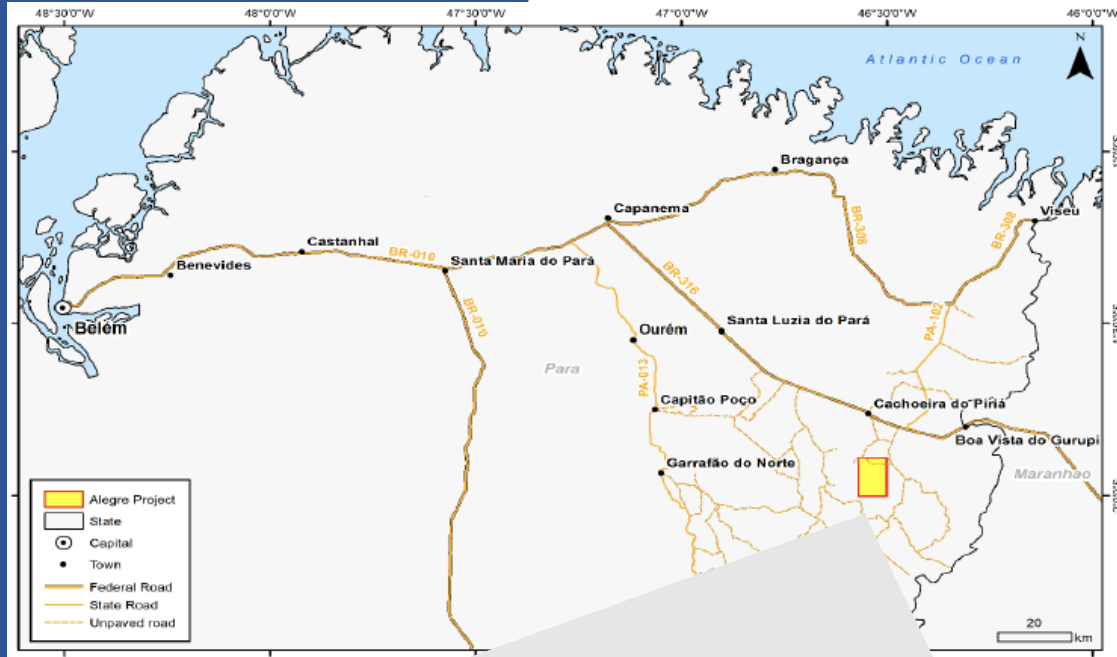 48°30'0"W
48°0'0"W
47°30'0"W
47°0'0"W
46°30'0"W
46°0'0"W
N
Atlantic Ocean
Bragança
Capanema
Viseu
BR-308
BR-308
Castanhal
BR-010
Santa Maria do Pará
Benevides
BR-316
Belém
BR-010
Santa Luzia do Pará
PA-102
Ourém
Para
PA-013
Capitão Poço
Cachoeira do Piriá
Boa Vista do Gurupi
Garrafão do Norte
Maranhao
Alegre Project
State
Capital
Town
Federal Road
State Road
Unpaved road
20
km